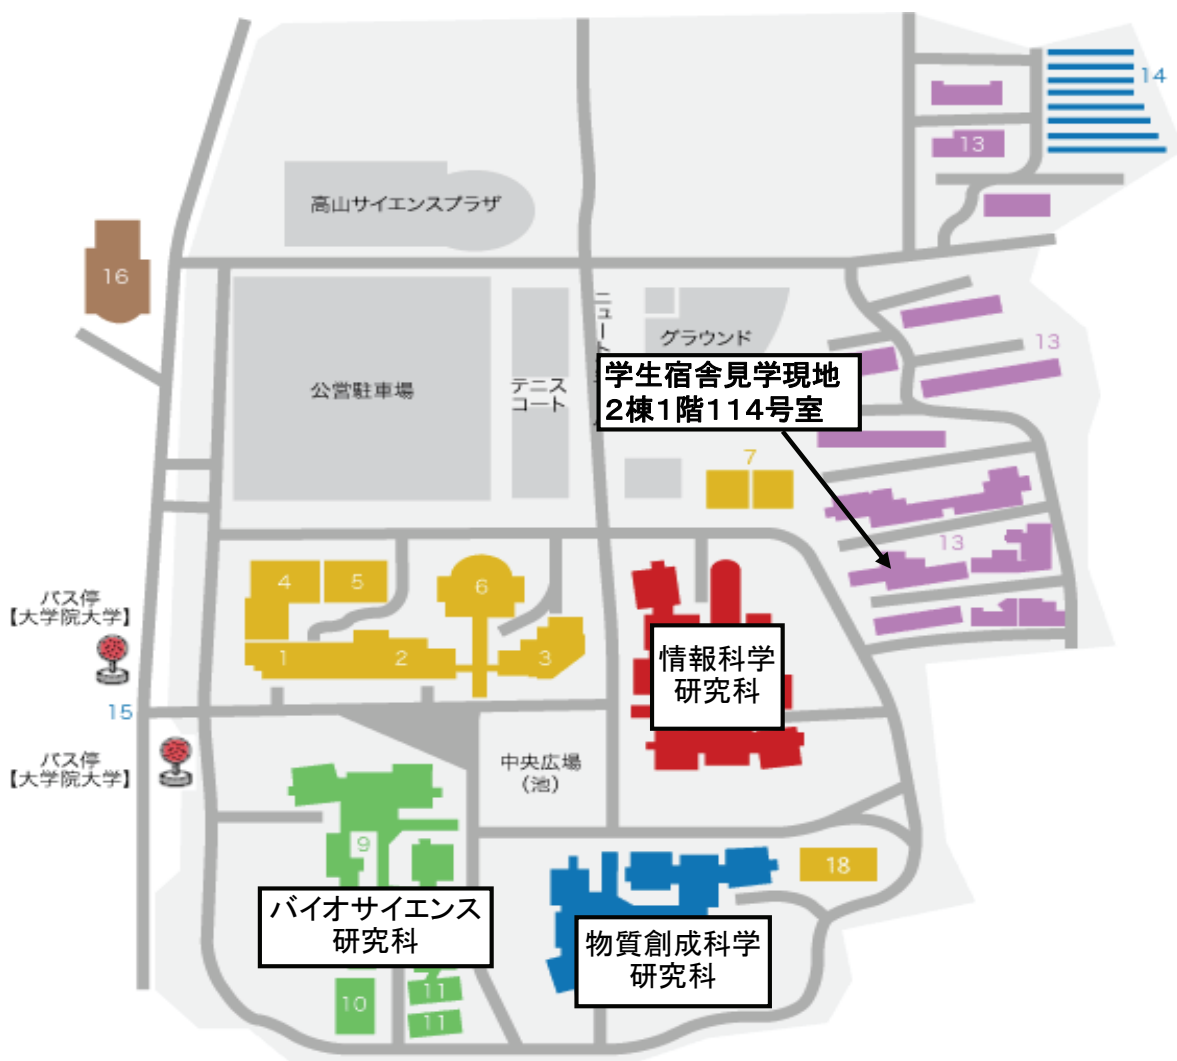 14
13
高山サイエンスプラザ
16
グラウンド
13
公営駐車場
テニス
コート
学生宿舎見学現地
2棟1階114号室
7
13
4
5
6
バス停
【大学院大学】
1
2
3
情報科学
研究科
15
バス停
【大学院大学】
中央広場
(池)
9
18
バイオサイエンス
研究科
物質創成科学
研究科
10
11
11